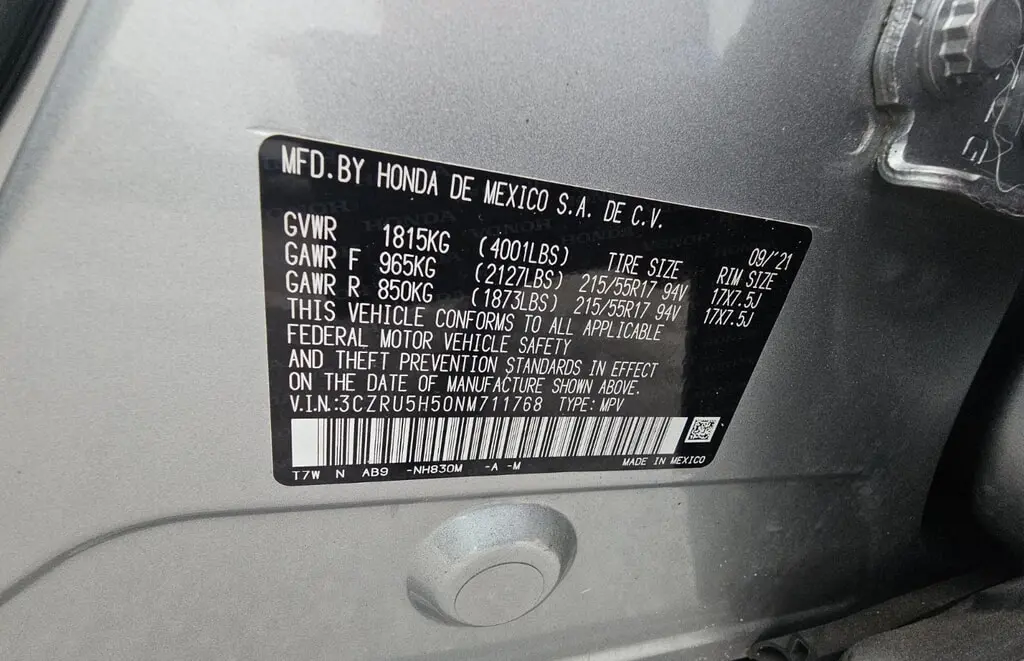 MFD.BY HONDA DE MEXICO S.A. DE C.V.
09/'21
GVWR 1815KG (4001LBS) TIRE SIZE RIM SIZE
GAWR F 965KG (2127LBS) 215/55R17 94V 17X7.5J
GAWR R 850KG (1873LBS) 215/55R17 94V 17X7.5J
THIS VEHICLE CONFORMS TO ALL APPLICABLE
FEDERAL MOTOR VEHICLE SAFETY
AND THEFT PREVENTION STANDARDS IN EFFECT
ON THE DATE OF MANUFACTURE SHOWN ABOVE.
V.I.N.:3CZRU5H50NM711768 TYPE: MPV
T7W N AB9 -NH830M -A -M MADE IN MEXICO